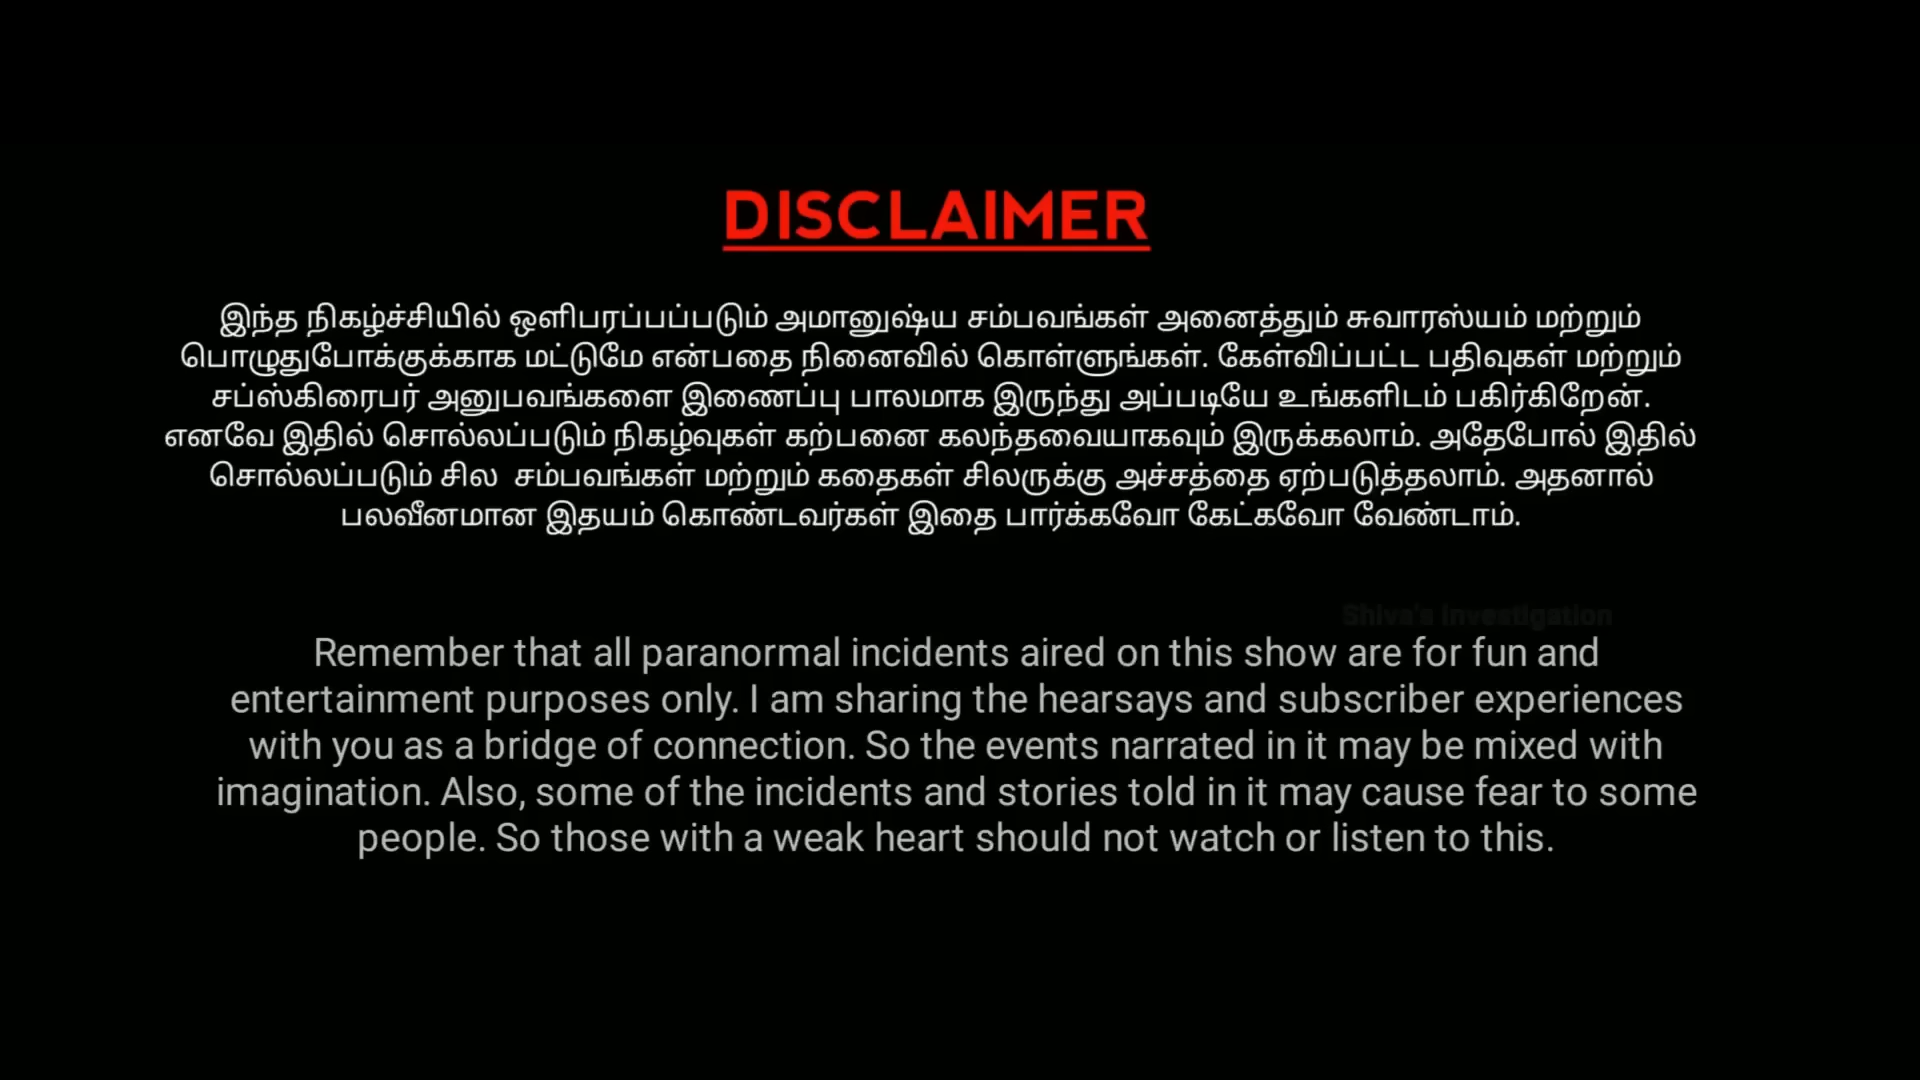 DISCLAIMER
இந்த நிகழ்ச்சியில் ஒளிபரப்பப்படும் அமானுஷ்ய சம்பவங்கள் அனைத்தும் சுவாரஸ்யம் மற்றும்
பொழுதுபோக்குக்காக மட்டுமே என்பதை நினைவில் கொள்ளுங்கள். கேள்விப்பட்ட பதிவுகள் மற்றும்
சப்ஸ்கிரைபர் அனுபவங்களை இணைப்பு பாலமாக இருந்து அப்படியே உங்களிடம் பகிர்கிறேன்.
எனவே இதில் சொல்லப்படும் நிகழ்வுகள் கற்பனை கலந்தவையாகவும் இருக்கலாம். அதேபோல் இதில்
சொல்லப்படும் சில சம்பவங்கள் மற்றும் கதைகள் சிலருக்கு அச்சத்தை ஏற்படுத்தலாம். அதனால்
பலவீனமான இதயம் கொண்டவர்கள் இதை பார்க்கவோ கேட்கவோ வேண்டாம்.
Shiva's Investigation
Remember that all paranormal incidents aired on this show are for fun and
entertainment purposes only. I am sharing the hearsays and subscriber experiences
with you as a bridge of connection. So the events narrated in it may be mixed with
imagination. Also, some of the incidents and stories told in it may cause fear to some
people. So those with a weak heart should not watch or listen to this.